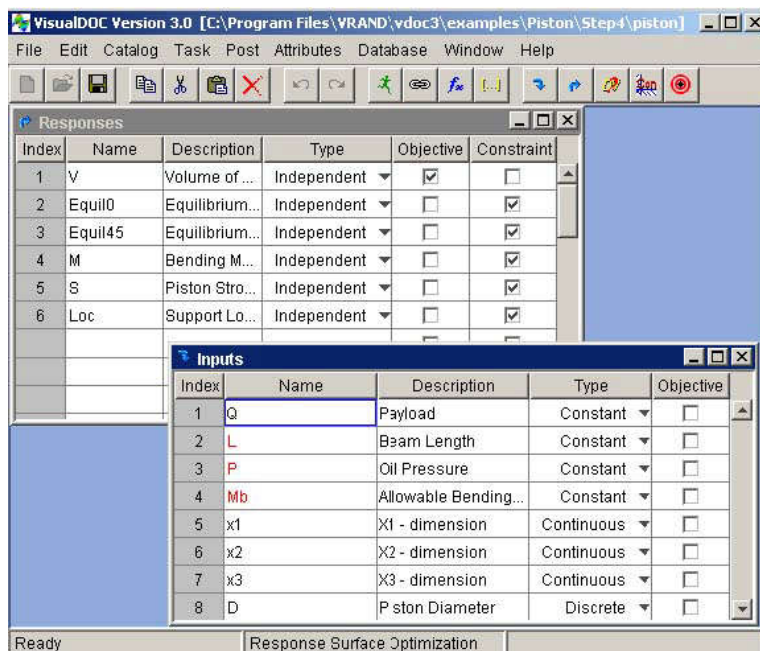 VisualDOC Version 3.0 [C:\Program Files\VRAND\vdoc3\examples\Piston\Step4\piston]
File Edit Catalog Task Post Attributes Database Window Help
Responses
Index Name Description Type Objective Constraint
1 V Volume of ... Independent
2 Equil0 Equilibrium... Independent
3 Equil45 Equilibrium... Independent
4 M Bending M... Independent
5 S Piston Stro... Independent
6 Loc Support Lo... Independent
Inputs
Index Name Description Type Objective
1 Q Payload Constant
2 L Beam Length Constant
3 P Oil Pressure Constant
4 Mb Allowable Bending... Constant
5 x1 X1 - dimension Continuous
6 x2 X2 - dimension Continuous
7 x3 X3 - dimension Continuous
8 D Piston Diameter Discrete
Ready Response Surface Optimization